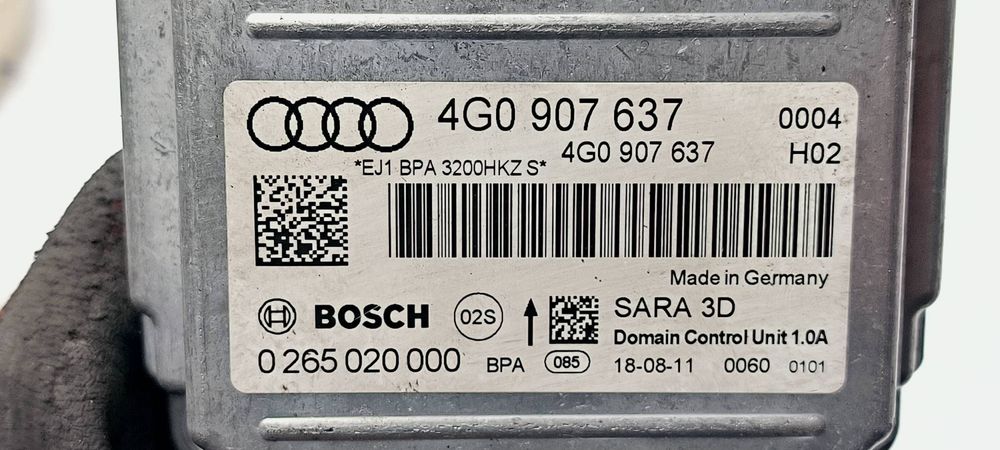 4G0 907 637 0004
4G0 907 637 H02
*EJ1 BPA 3200HKZ S*
Made in Germany
BOSCH 02S SARA 3D
Domain Control Unit 1.0A
0 265 020 000 BPA 085 18-08-11 0060 0101